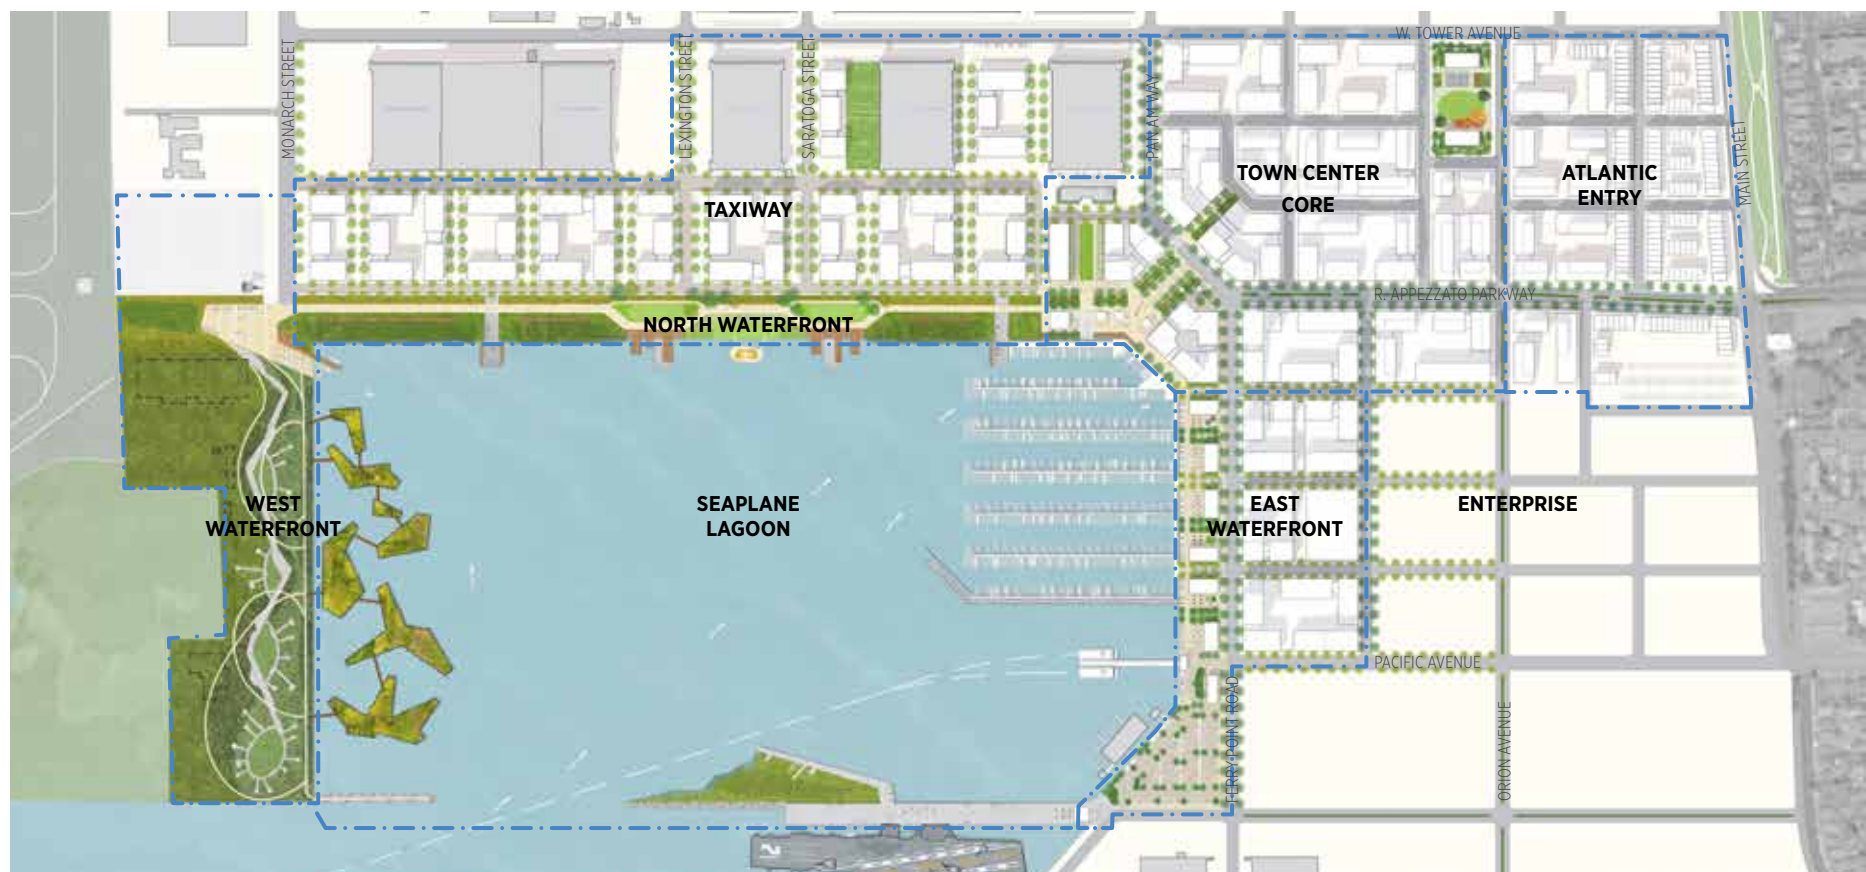 W. TOWER AVENUE
MONARCH STREET
LEXINGTON STREET
SARATOGA STREET
PAN AM WAY
MAIN STREET
TOWN CENTER
CORE
ATLANTIC
ENTRY
TAXIWAY
R. APPEZZATO PARKWAY
NORTH WATERFRONT
WEST
WATERFRONT
SEAPLANE
LAGOON
EAST
WATERFRONT
ENTERPRISE
PACIFIC AVENUE
FERRY POINT ROAD
ORION AVENUE